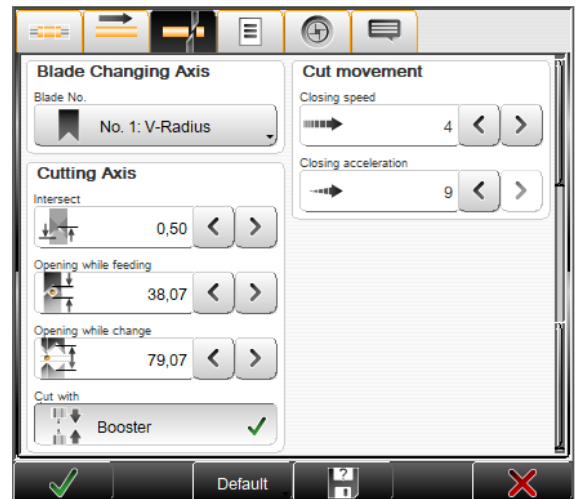 Blade Changing Axis
Blade No.
No. 1: V-Radius
Cutting Axis
Intersect
0,50
Opening while feeding
38,07
Opening while change
79,07
Cut with
Booster
Cut movement
Closing speed
4
Closing acceleration
9
Default
?